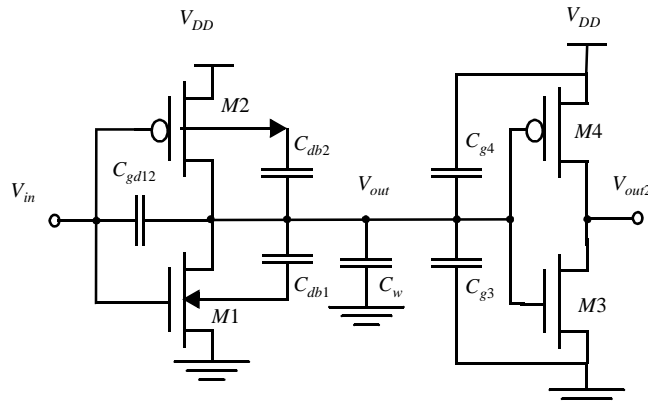 V_DD
V_DD
M2
M4
C_db2
C_g4
C_gd12
V_in
V_out
V_out2
C_db1
C_w
C_g3
M3
M1